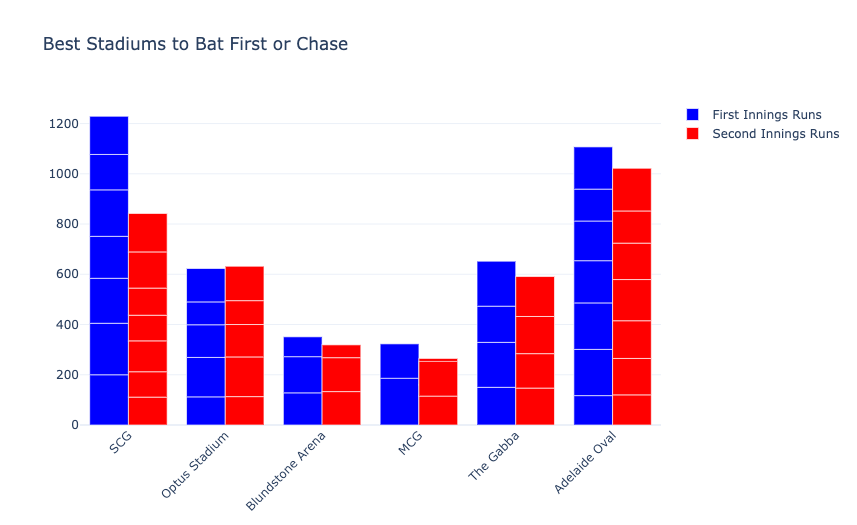 Best Stadiums to Bat First or Chase
First Innings Runs
Second Innings Runs
1200
1000
800
600
400
200
0
SCG
Optus Stadium
Blundstone Arena
MCG
The Gabba
Adelaide Oval